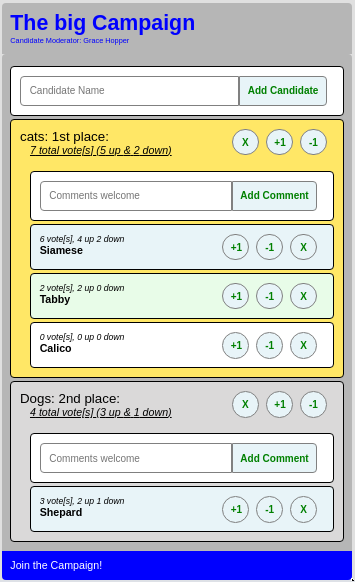 The big Campaign
Candidate Moderator: Grace Hopper
Candidate Name
Add Candidate
cats: 1st place:
X +1 -1
7 total vote[s] (5 up & 2 down)
Comments welcome
Add Comment
6 vote[s], 4 up 2 down
Siamese
+1 -1 X
2 vote[s], 2 up 0 down
Tabby
+1 -1 X
0 vote[s], 0 up 0 down
Calico
+1 -1 X
Dogs: 2nd place:
X +1 -1
4 total vote[s] (3 up & 1 down)
Comments welcome
Add Comment
3 vote[s], 2 up 1 down
Shepard
+1 -1 X
Join the Campaign!